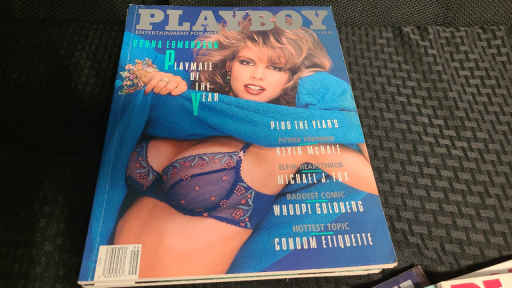 PLAYBOY
ENTERTAINMENT FOR MEN
DONNA EDMONDSON
PLAYMATE
OF
THE
YEAR
PLUS THE YEAR'S
KEVIN McHALE
MICHAEL J. FOX
BADDEST COMIC
WHOOPI GOLDBERG
HOTTEST TOPIC
CONDOM ETIQUETTE